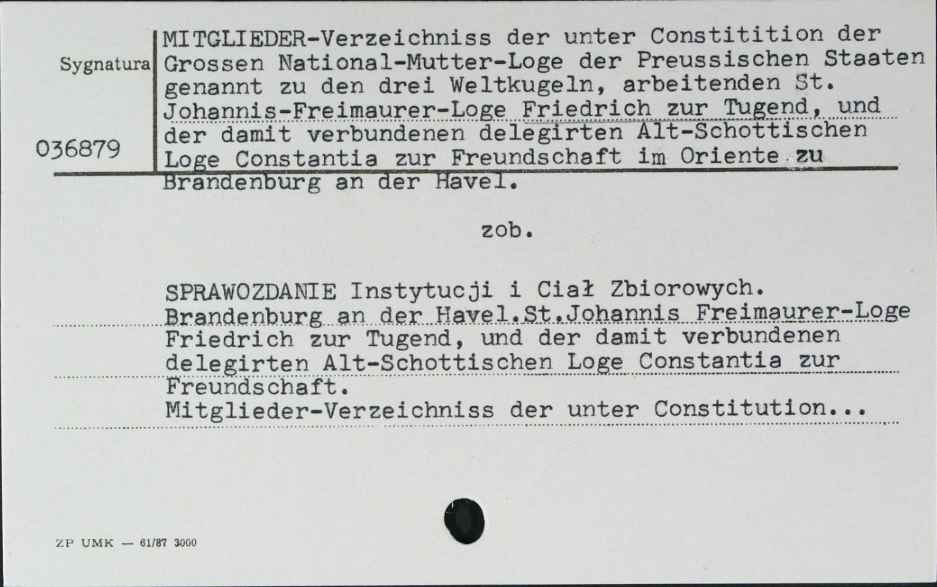 MITGLIEDER-Verzeichniss der unter Constitition der
Sygnatura Grossen National-Mutter-Loge der Preussischen Staaten
genannt zu den drei Weltkugeln, arbeitenden St.
Johannis-Freimaurer-Loge Friedrich zur Tugend, und
036879 der damit verbundenen delegirten Alt-Schottischen
Loge Constantia zur Freundschaft im Oriente zu
Brandenburg an der Havel.
zob.
SPRAWOZDANIE Instytucji i Ciał Zbiorowych.
Brandenburg an der Havel.St.Johannis Freimaurer-Loge
Friedrich zur Tugend, und der damit verbundenen
delegirten Alt-Schottischen Loge Constantia zur
Freundschaft.
Mitglieder-Verzeichniss der unter Constitution...
ZP UMK — 61/87 3000